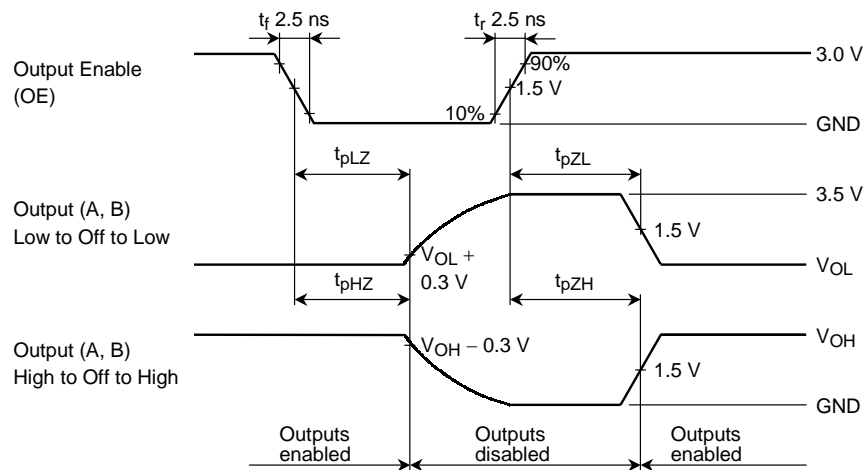 tf 2.5 ns
tr 2.5 ns
Output Enable
(OE)
90%
3.0 V
1.5 V
10%
GND
tpLZ
tpZL
Output (A, B)
Low to Off to Low
3.5 V
1.5 V
VOL +
0.3 V
VOL
tpHZ
tpZH
Output (A, B)
High to Off to High
VOH − 0.3 V
VOH
1.5 V
GND
Outputs
enabled
Outputs
disabled
Outputs
enabled